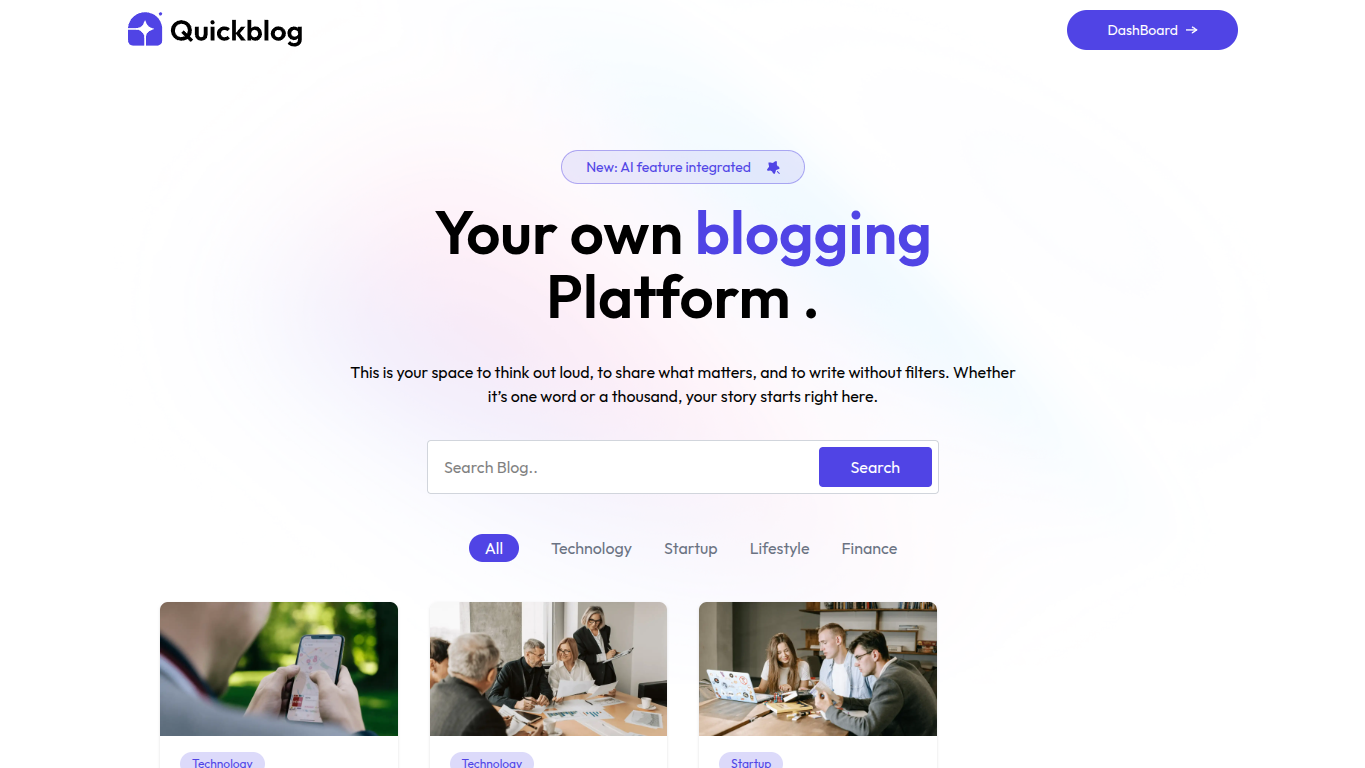 Quickblog
DashBoard →
New: AI feature integrated
Your own blogging
Platform .
This is your space to think out loud, to share what matters, and to write without filters. Whether
it’s one word or a thousand, your story starts right here.
Search Blog..
Search
All
Technology
Startup
Lifestyle
Finance
Technology
Technology
Startup